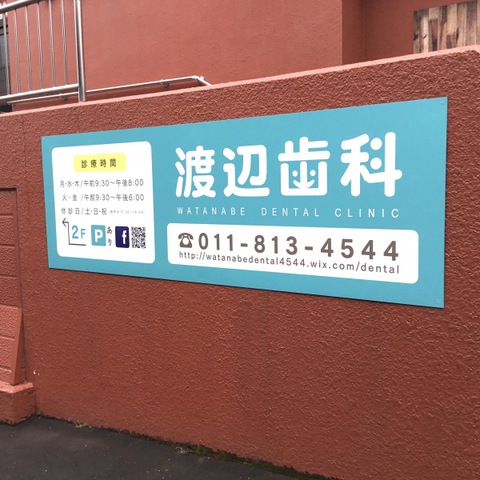 診療時間
月・水・木/午前9:30〜午後8:00
火・金/午前9:30〜午後6:00
休診日/土・日・祝
2F P あり f
渡辺歯科
WATANABE DENTAL CLINIC
☎011-813-4544
http://watanabedental4544.wix.com/dental